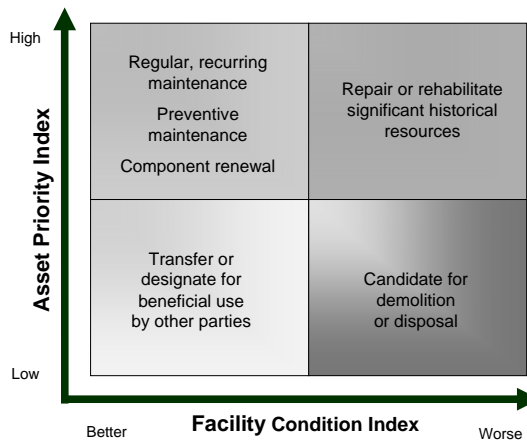 High
Asset Priority Index
Low
Regular, recurring
maintenance
Preventive
maintenance
Component renewal
Repair or rehabilitate
significant historical
resources
Transfer or
designate for
beneficial use
by other parties
Candidate for
demolition
or disposal
Better
Facility Condition Index
Worse